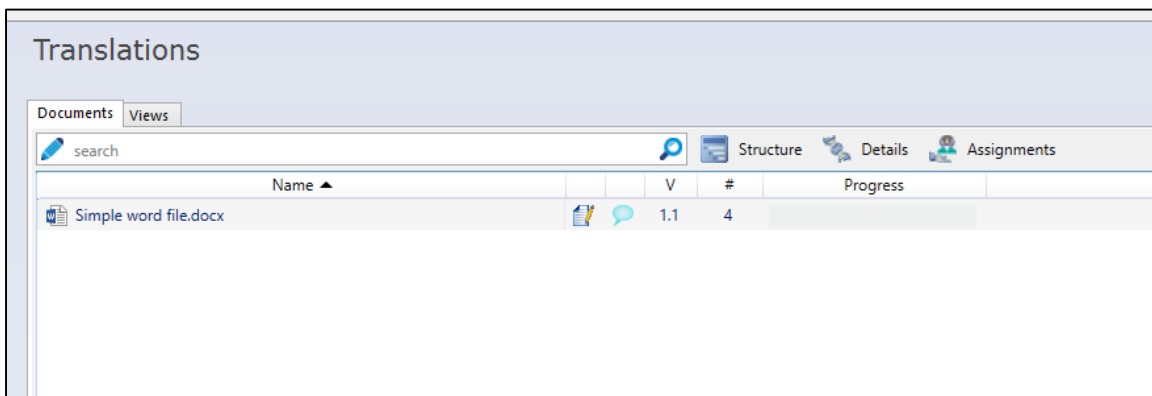 Translations
Documents Views
search Structure Details Assignments
Name V # Progress
Simple word file.docx 1.1 4